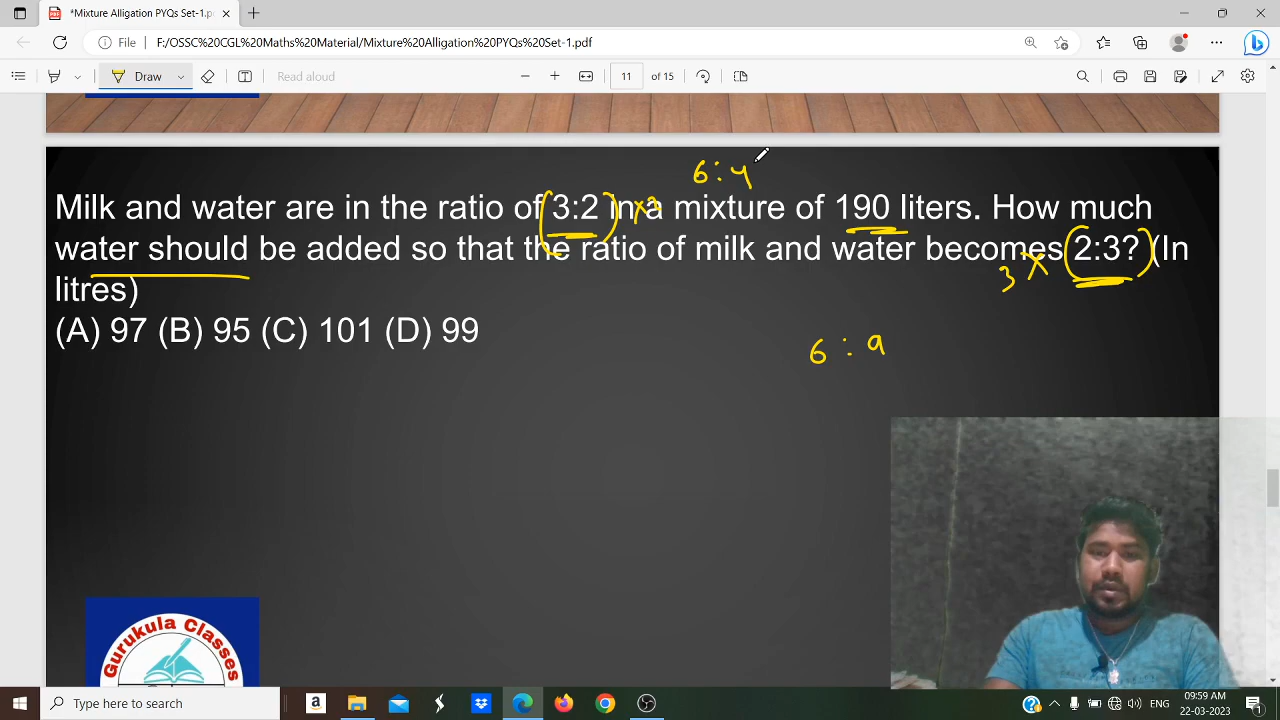 *Mixture Alligation PYQs Set-1.pc
File F:/OSSC%20CGL%20Maths%20Material/Mixture%20Alligation%20PYQs%20Set-1.pdf
Draw Read aloud 11 of 15
6:4
Milk and water are in the ratio of (3:2) in a mixture of 190 liters. How much
water should be added so that the ratio of milk and water becomes (2:3?) (In
3 X
litres)
(A) 97 (B) 95 (C) 101 (D) 99
6 : 9
Gurukula Classes
Type here to search
ENG
09:59 AM
22-03-2023